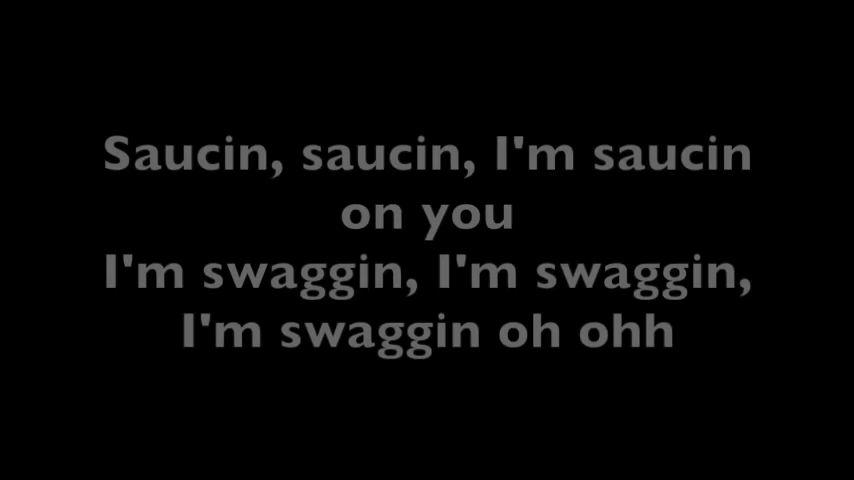 Saucin, saucin, I'm saucin
on you
I'm swaggin, I'm swaggin,
I'm swaggin oh ohh